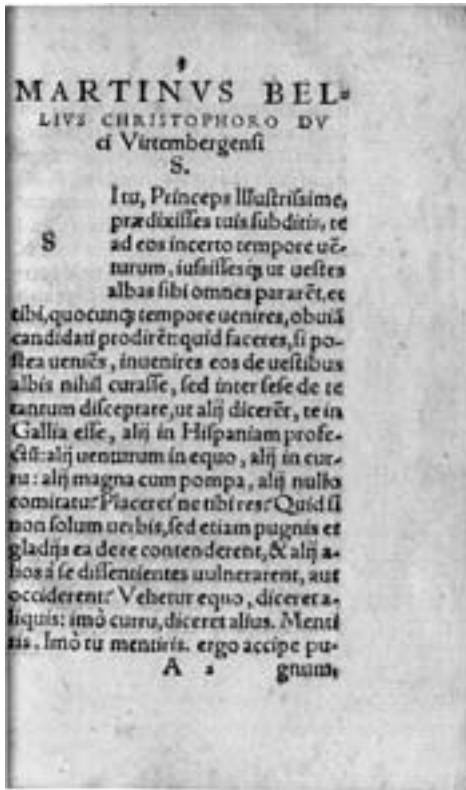 MARTINVS BEL-
LIVS CHRISTOPHORO DV
ci Virtembergensi
S.
S I tu, Princeps Illustrissime,
prædixisses tuis subditis, te
ad eos incerto tempore uē-
turum, iussissesq́; ut uestes
albas sibi omnes pararēt, et
tibi, quocunq; tempore uenires, obuiā
candidati prodirēt: quid faceres, si po-
stea ueniēs, inuenires eos de uestibus
albis nihil curasse, sed inter sese de te
tantum disceptare, ut alij dicerēt, te in
Gallia esse, alij in Hispaniam profe-
ctū: alij uenturum in equo, alij in cur-
ru: alij magna cum pompa, alij nullo
comitatu? Placeret'ne tibi res? Quid si
non solum uerbis, sed etiam pugnis et
gladijs ea de re contenderent, & alij a-
lios à se dissentientes uulnerarent, aut
occiderent? Vehetur equo, diceret a-
liquis: imò curru, diceret alius. Menti
ris. Imò tu mentiris. ergo accipe pu-
A 2 gnum,